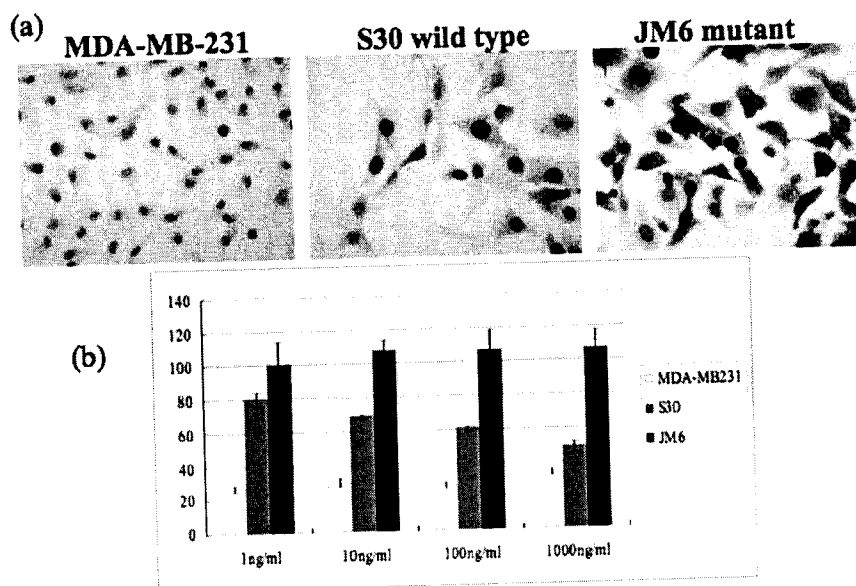 (a)
MDA-MB-231 S30 wild type JM6 mutant
(b)
140
120
100
80
60
40
20
0
1ng/ml 10ng/ml 100ng/ml 1000ng/ml
MDA-MB231
S30
JM6